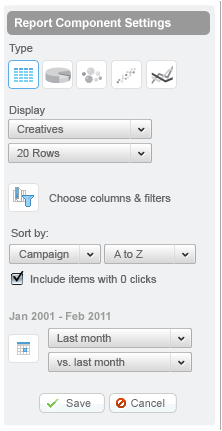 Report Component Settings
Type
Display
Creatives
20 Rows
Choose columns & filters
Sort by:
Campaign A to Z
Include items with 0 clicks
Jan 2001 - Feb 2011
Last month
vs. last month
Save Cancel